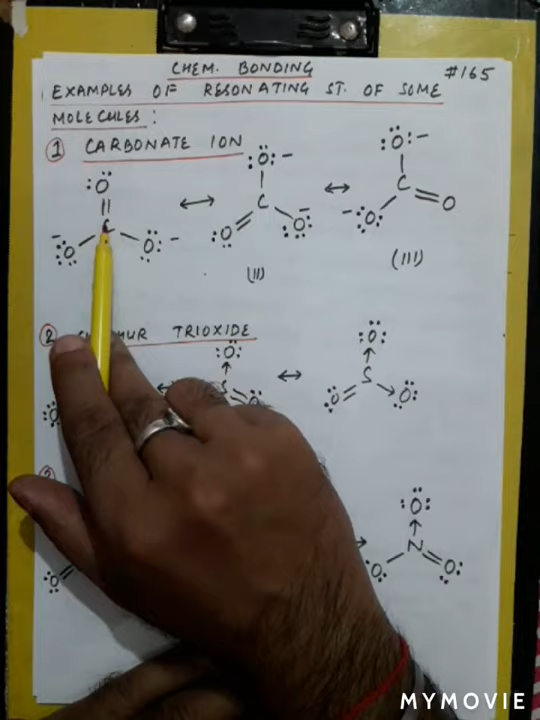 CHEM. BONDING #165
EXAMPLES OF RESONATING ST. OF SOME
MOLECULES:
1 CARBONATE ION
:Ö: –
:Ö: –
:Ö
C
C
C
O
– :O:
:O: –
:O
:O: –
– :O:
O
(II)
(III)
2 TRIOXIDE
:Ö:
:Ö:
S
S
:O
:O:
:Ö:
N
:O:
O:
MYMOVIE